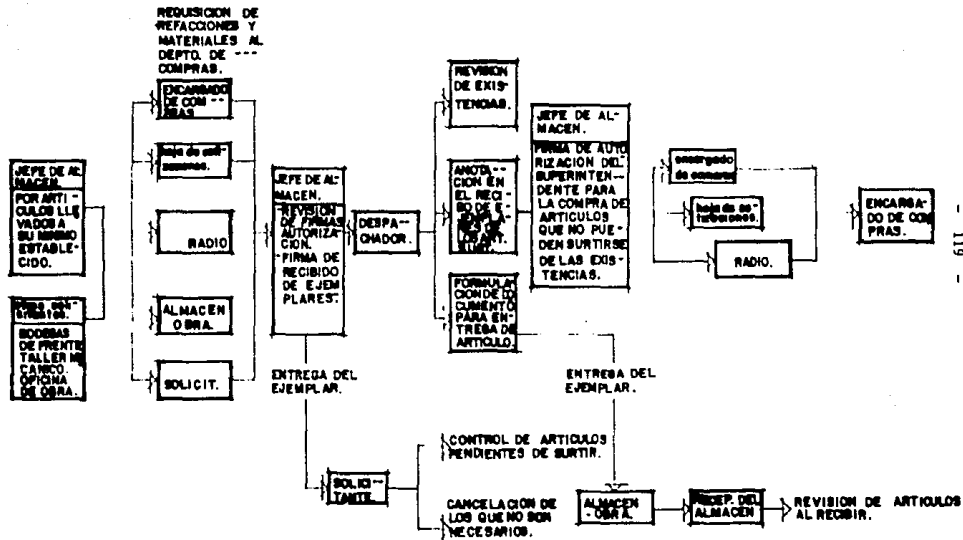 REQUISICION DE
REFACCIONES Y
MATERIALES AL
DEPTO. DE ---
COMPRAS.
JEFE DE AL
MACEN.
POR ARTI-
CULOS LLE
VADOS A
SU MINIMO
ESTABLE-
CIDO.
BODEGAS
DE FRENTE
TALLER ME
CANICO.
OFICINA
DE OBRA.
ENCARGADO
DE COM--
PRAS
RADIO
ALMACEN
OBRA.
SOLICIT.
JEFE DE AL-
MACEN.
-REVISION
DE FIRMAS
AUTORIZA-
CION.
-FIRMA DE
RECIBIDO
DE EJEM-
PLARES-
DESPA-
CHADOR.
REVISION
DE EXIS-
TENCIAS.
ANOTA--
CION EN
EL RECI
BO DE
FORMULA-
CION DE DO
CUMENTO
PARA EN-
TREGA DE
ARTICULO.
JEFE DE AL-
MACEN.
FIRMA DE AUTO
RIZACION DEL
SUPERINTEN-
DENTE PARA
LA COMPRA DE
ARTICULOS
QUE NO PUE-
DEN SURTIRSE
DE LAS EXIS-
TENCIAS.
encargado
de compras
RADIO.
ENCARGA-
DO DE COM
PRAS.
- 119 -
ENTREGA DEL
EJEMPLAR.
ENTREGA DEL
EJEMPLAR.
SOLICI--
TANTE.
CONTROL DE ARTICULOS
PENDIENTES DE SURTIR.
CANCELACION DE
LOS QUE NO SON
NECESARIOS.
ALMACEN
-OBRA.
RECEP. DEL
ALMACEN
REVISION DE ARTICULOS
AL RECIBIR.